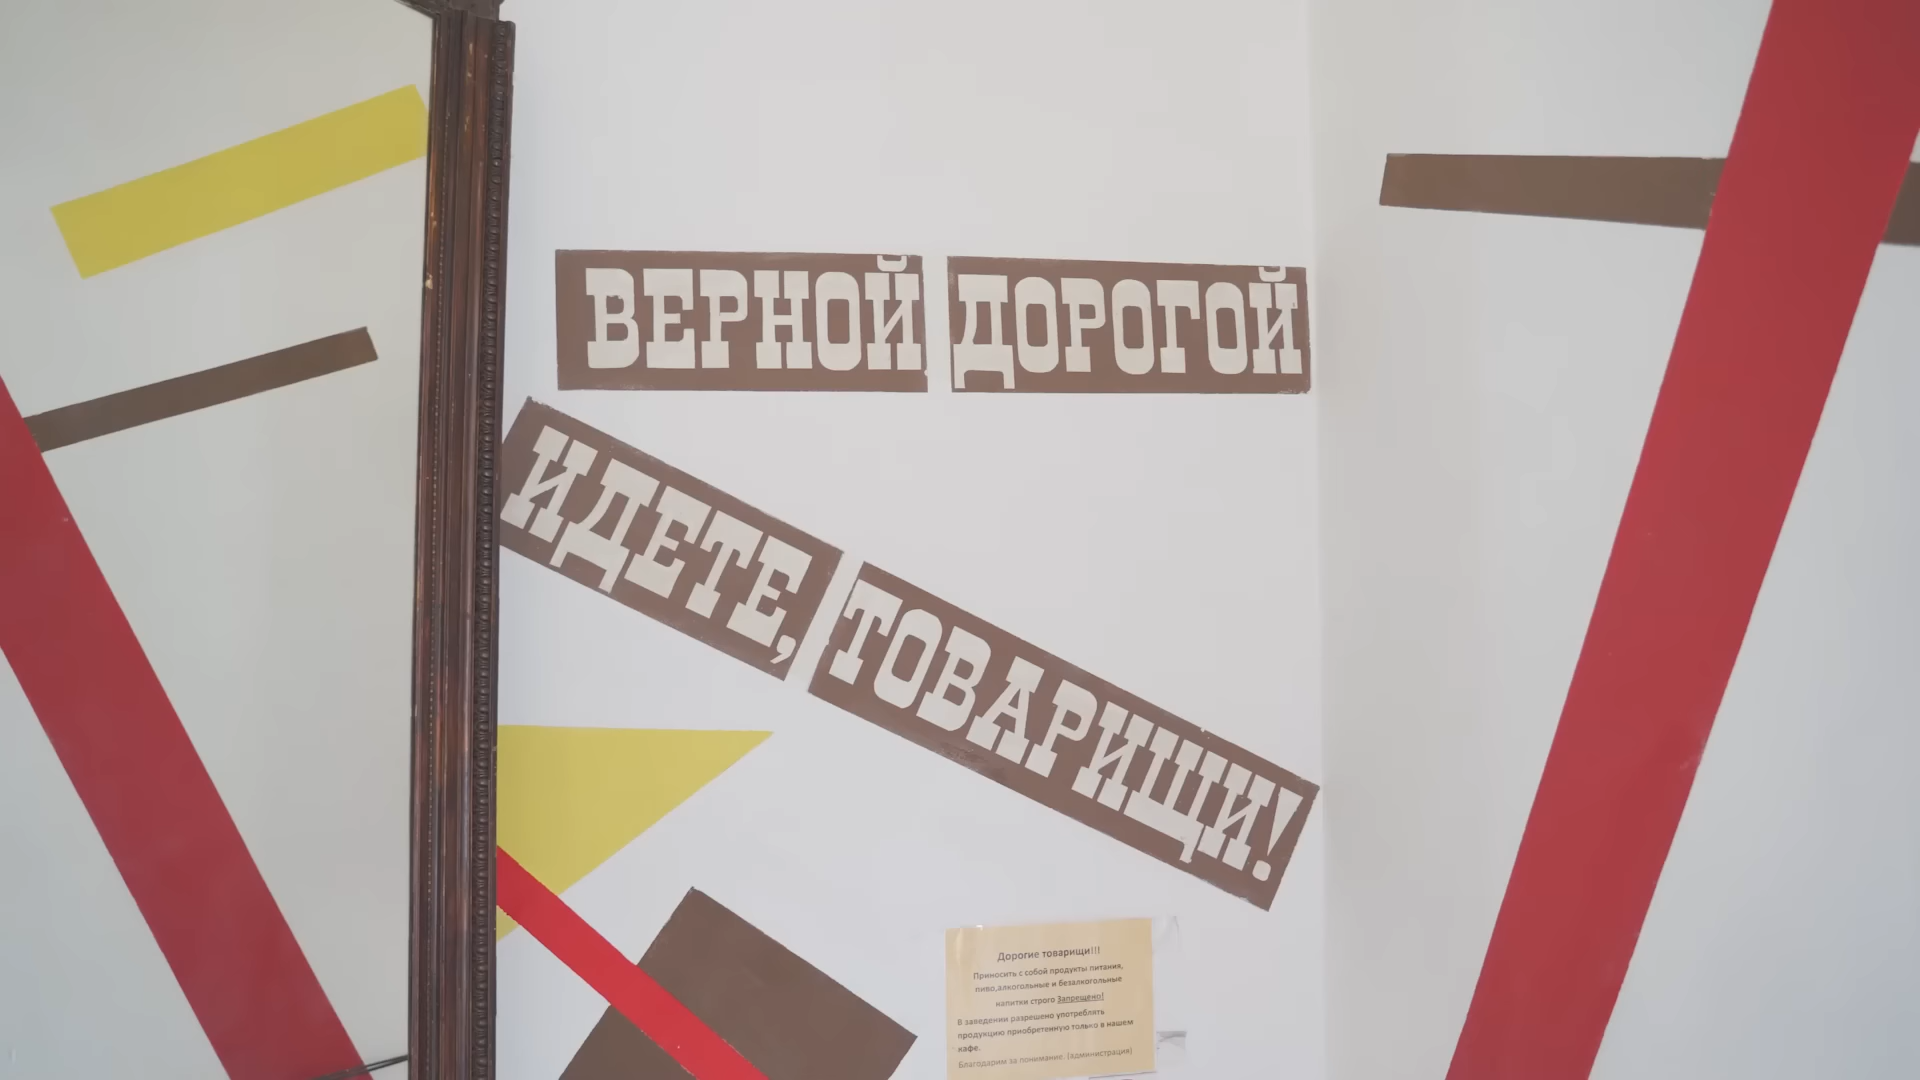 ВЕРНОЙ ДОРОГОЙ
ИДЕТЕ, ТОВАРИЩИ!
Дорогие товарищи!!!
Приносить с собой продукты питания,
пиво,алкогольные и безалкогольные
напитки строго Запрещено!
В заведении разрешено употреблять
продукцию приобретенную только в нашем
кафе.
Благодарим за понимание. (администрация)